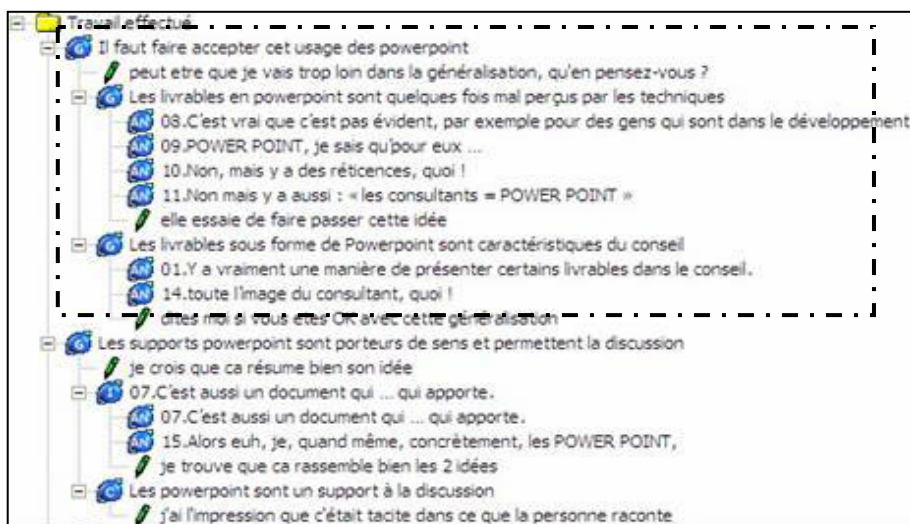 Travail effectué
G Il faut faire accepter cet usage des powerpoint
peut etre que je vais trop loin dans la généralisation, qu'en pensez-vous ?
G Les livrables en powerpoint sont quelques fois mal perçus par les techniques
AN 08.C'est vrai que c'est pas évident, par exemple pour des gens qui sont dans le développement
AN 09.POWER POINT, je sais qu'pour eux ...
AN 10.Non, mais y a des réticences, quoi !
AN 11.Non mais y a aussi : « les consultants = POWER POINT »
elle essaie de faire passer cette idée
G Les livrables sous forme de Powerpoint sont caractéristiques du conseil
AN 01.Y a vraiment une manière de présenter certains livrables dans le conseil.
AN 14.toute l'image du consultant, quoi !
dites moi si vous etes OK avec cette généralisation
G Les supports powerpoint sont porteurs de sens et permettent la discussion
je crois que ca résume bien son idée
I 07.C'est aussi un document qui ... qui apporte.
AN 07.C'est aussi un document qui ... qui apporte.
AN 15.Alors euh, je, quand même, concrètement, les POWER POINT,
je trouve que ca rassemble bien les 2 idées
C Les powerpoint sont un support à la discussion
j'ai l'impression que c'était tacite dans ce que la personne raconte